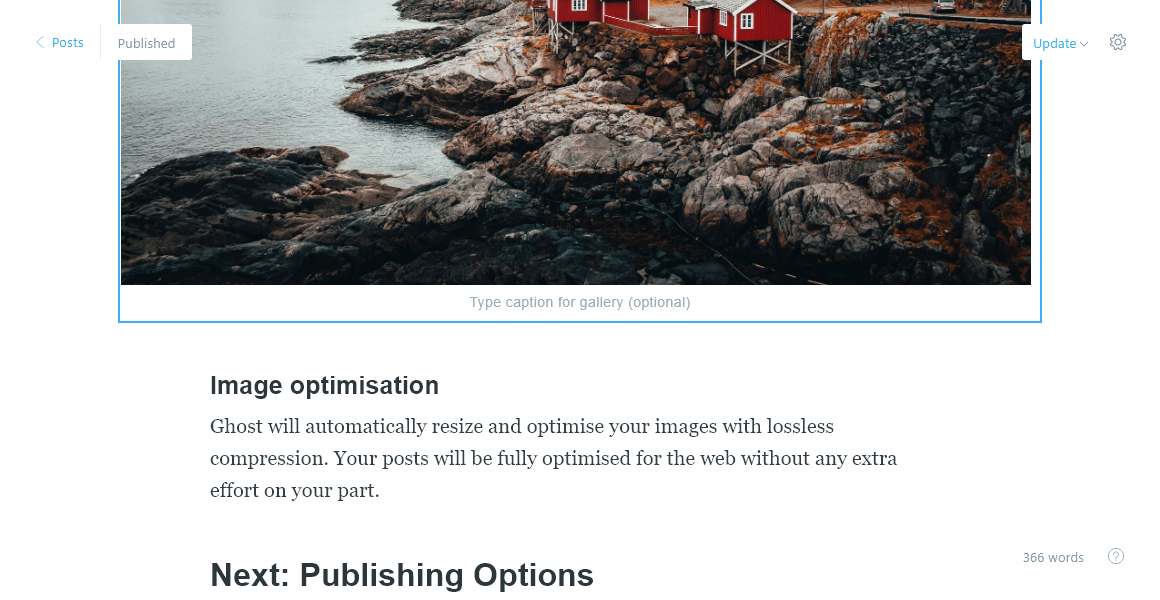 Posts
Published
Update
Type caption for gallery (optional)
Image optimisation
Ghost will automatically resize and optimise your images with lossless
compression. Your posts will be fully optimised for the web without any extra
effort on your part.
366 words
?
Next: Publishing Options